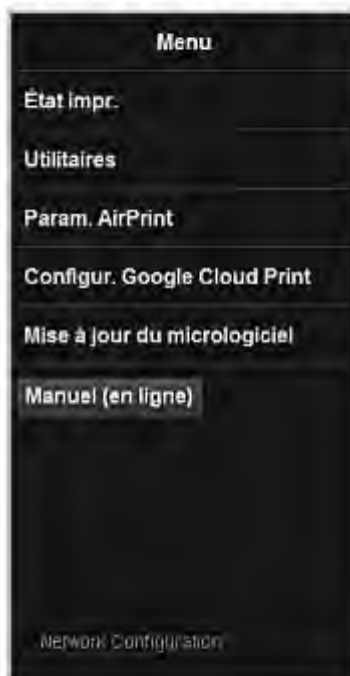 Menu
État impr.
Utilitaires
Param. AirPrint
Configur. Google Cloud Print
Mise à jour du micrologiciel
Manuel (en ligne)
Network Configuration